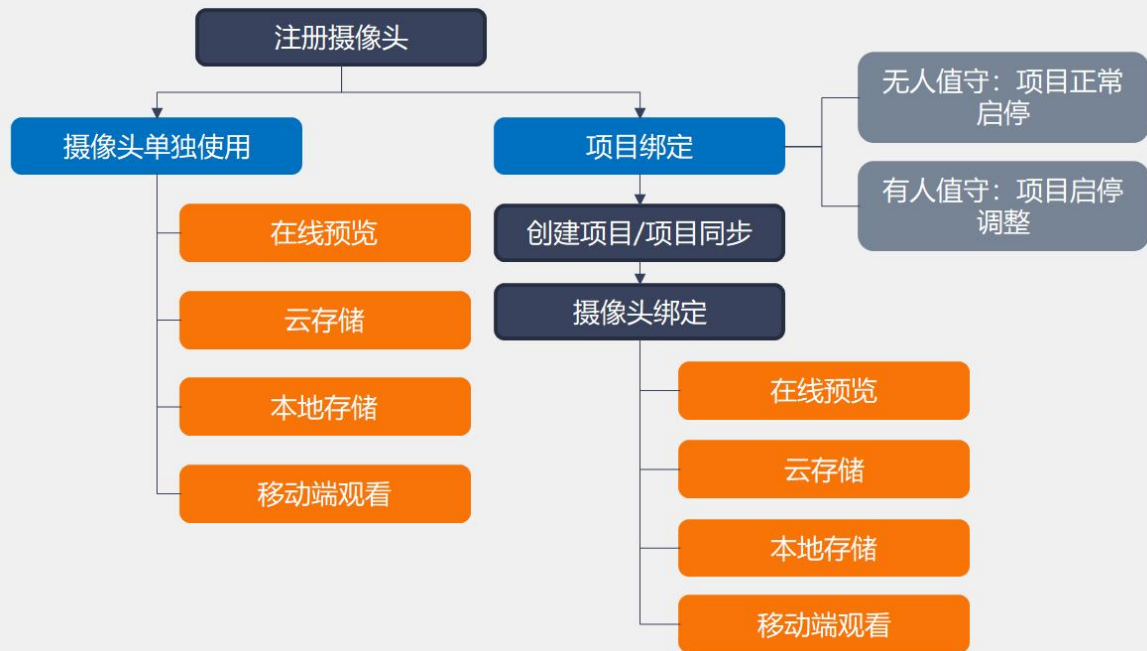 注册摄像头
摄像头单独使用
在线预览
云存储
本地存储
移动端观看
项目绑定
无人值守：项目正常
启停
有人值守：项目启停
调整
创建项目/项目同步
摄像头绑定
在线预览
云存储
本地存储
移动端观看